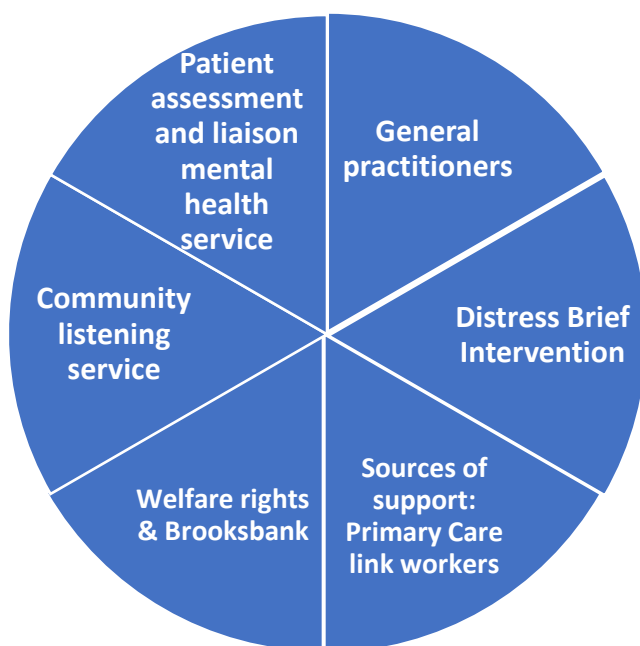 Patient
assessment
and liaison
mental
health
service
General
practitioners
Distress Brief
Intervention
Sources of
support:
Primary Care
link workers
Welfare rights
& Brooksbank
Community
listening
service